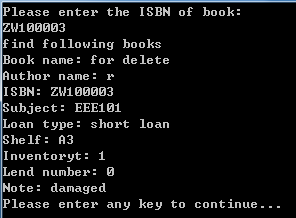 Please enter the ISBN of book:
ZW100003
find following books
Book name: for delete
Author name: r
ISBN: ZW100003
Subject: EEE101
Loan type: short loan
Shelf: A3
Inventoryt: 1
Lend number: 0
Note: damaged
Please enter any key to continue...